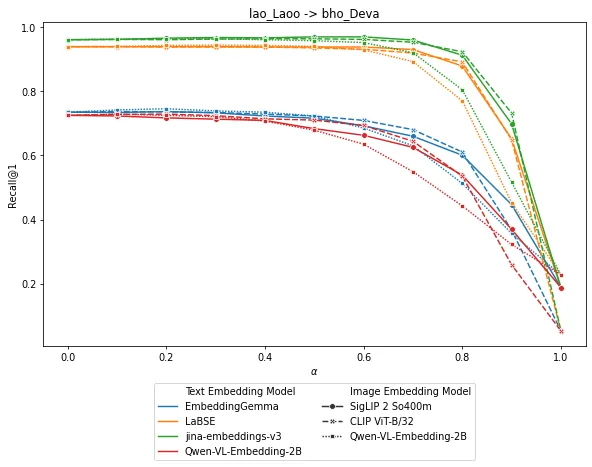 lao_Laoo -> bho_Deva
1.0
0.8
0.6
0.4
0.2
Recall@1
0.0 0.2 0.4 0.6 0.8 1.0
α
Text Embedding Model Image Embedding Model
EmbeddingGemma SigLIP 2 So400m
LaBSE CLIP ViT-B/32
jina-embeddings-v3 Qwen-VL-Embedding-2B
Qwen-VL-Embedding-2B